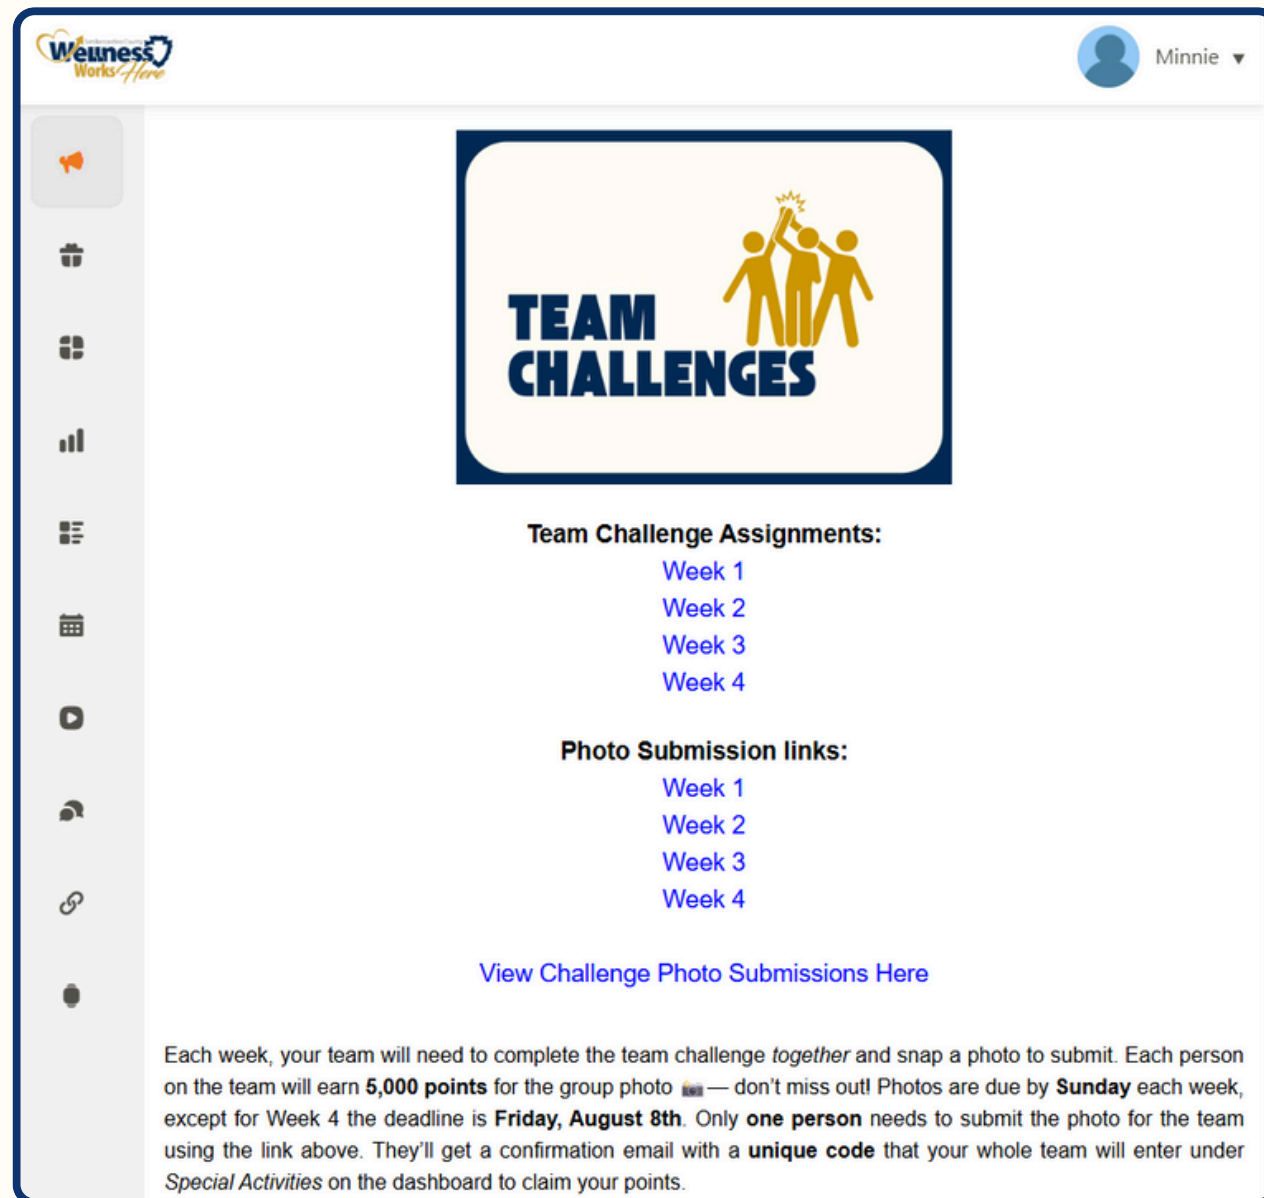 Wellness
Works Here
Minnie ▼
TEAM
CHALLENGES
Team Challenge Assignments:
Week 1
Week 2
Week 3
Week 4
Photo Submission links:
Week 1
Week 2
Week 3
Week 4
View Challenge Photo Submissions Here
Each week, your team will need to complete the team challenge together and snap a photo to submit. Each person
on the team will earn 5,000 points for the group photo 📸 — don’t miss out! Photos are due by Sunday each week,
except for Week 4 the deadline is Friday, August 8th. Only one person needs to submit the photo for the team
using the link above. They’ll get a confirmation email with a unique code that your whole team will enter under
Special Activities on the dashboard to claim your points.